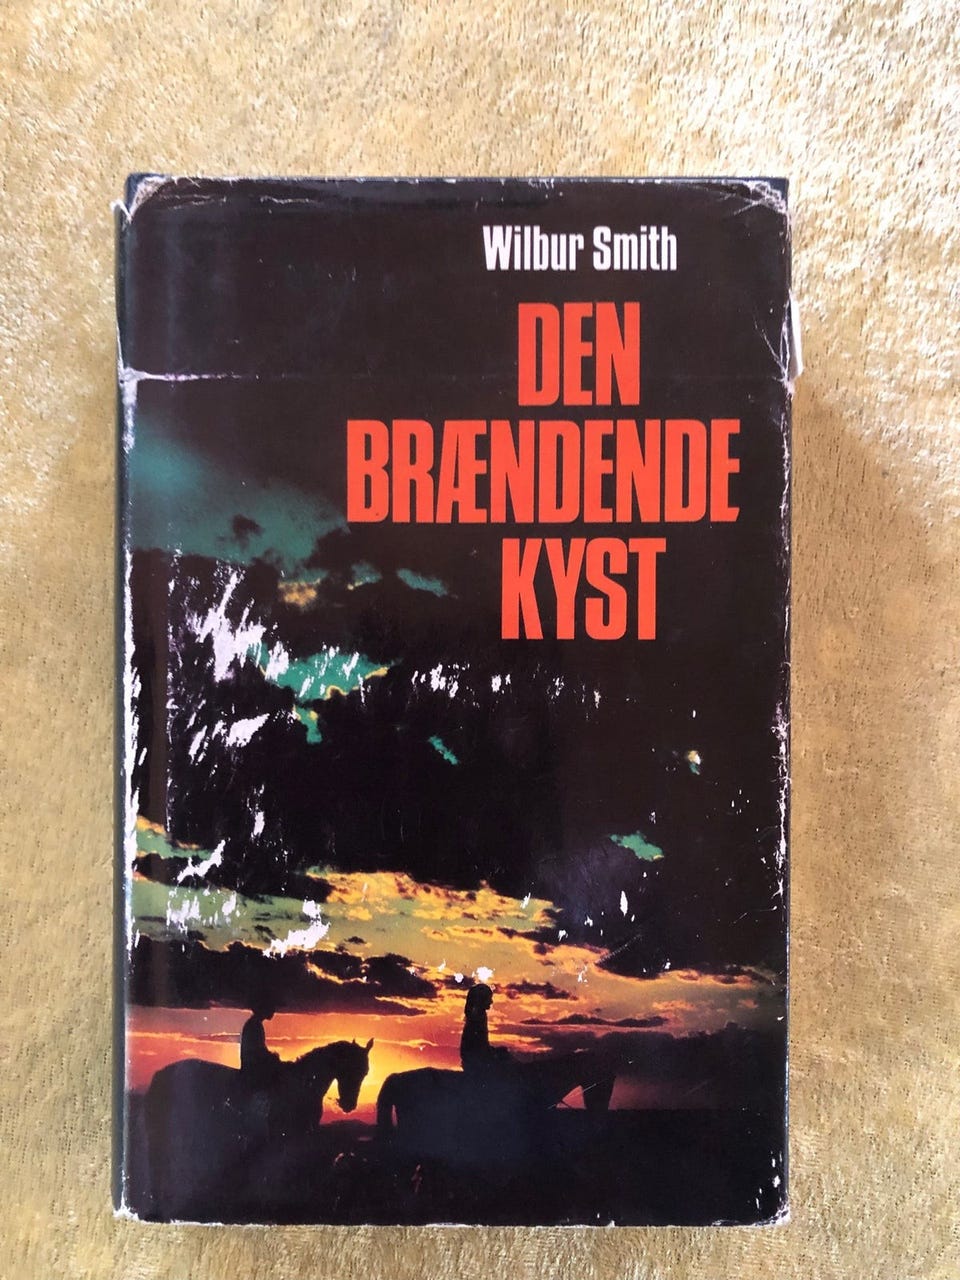 Wilbur Smith
DEN
BRÆNDENDE
KYST